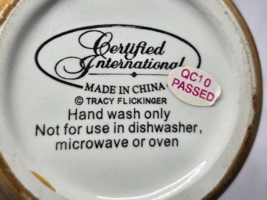 Certified
International
MADE IN CHINA
© TRACY FLICKINGER
QC10
PASSED
Hand wash only
Not for use in dishwasher,
microwave or oven